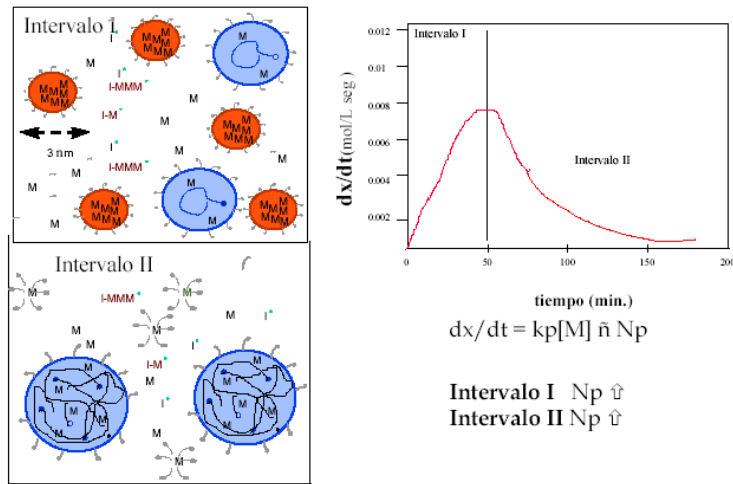 Intervalo I
I•
M
M M M M M M M M
M
M
M
I•
M
I-MMM•
M M M M M M M M
M
M
I-M•
M
3 nm
I•
M M M M M M M M
M
I-MMM•
M
M
M
M
M
M M M M M M M M
M
M M M M M M M M
Intervalo II
M
I-MMM•
M
M
I•
M
M
M
I-M•
M
M
M
M
M
M
M
M
I•
M
M
M
M
M
M
M
Intervalo I
0.012
0.01
0.008
0.006
0.004
0.002
dx/dt(mol/L seg)
Intervalo II
0 50 100 150 200
tiempo (min.)
dx/dt = kp[M] ñ Np
Intervalo I Np ⇧
Intervalo II Np ⇧